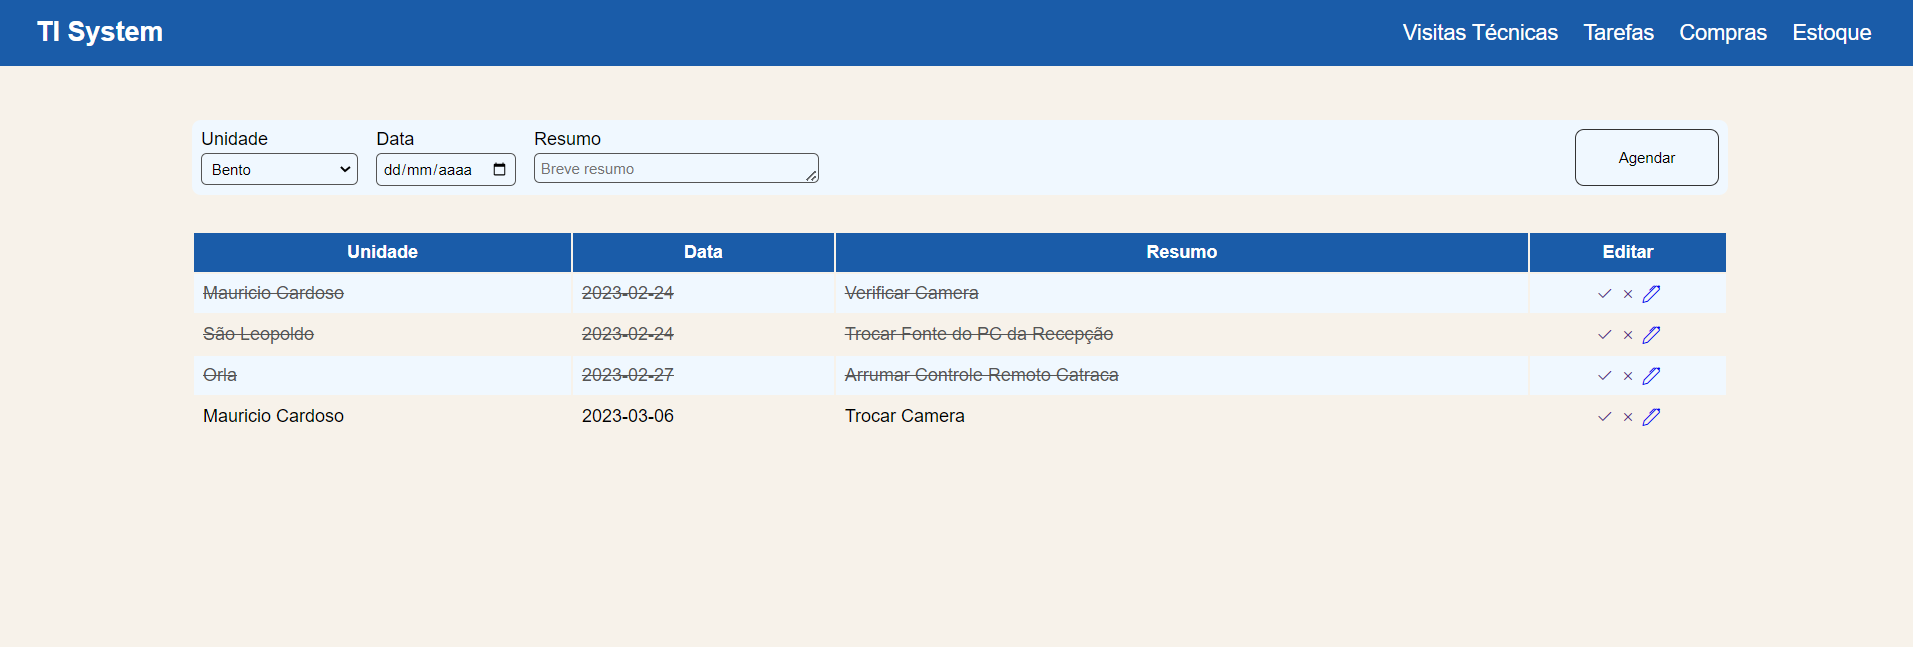 TI System Visitas Técnicas Tarefas Compras Estoque
Unidade Data Resumo
Bento dd/mm/aaaa Breve resumo Agendar
Unidade Data Resumo Editar
Mauricio Cardoso 2023-02-24 Verificar Camera
São Leopoldo 2023-02-24 Trocar Fonte do PC da Recepção
Orla 2023-02-27 Arrumar Controle Remoto Catraca
Mauricio Cardoso 2023-03-06 Trocar Camera